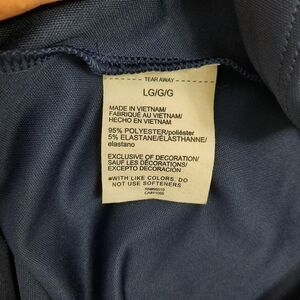 TEAR AWAY
LG/G/G
MADE IN VIETNAM/
FABRIQUÉ AU VIETNAM/
HECHO EN VIETNAM
95% POLYESTER/poliéster
5% ELASTANE/ÉLASTHANNE/
elastano
EXCLUSIVE OF DECORATION/
SAUF LES DÉCORATIONS/
EXCEPTO DECORACIÓN
■WITH LIKE COLORS. DO
NOT USE SOFTENERS